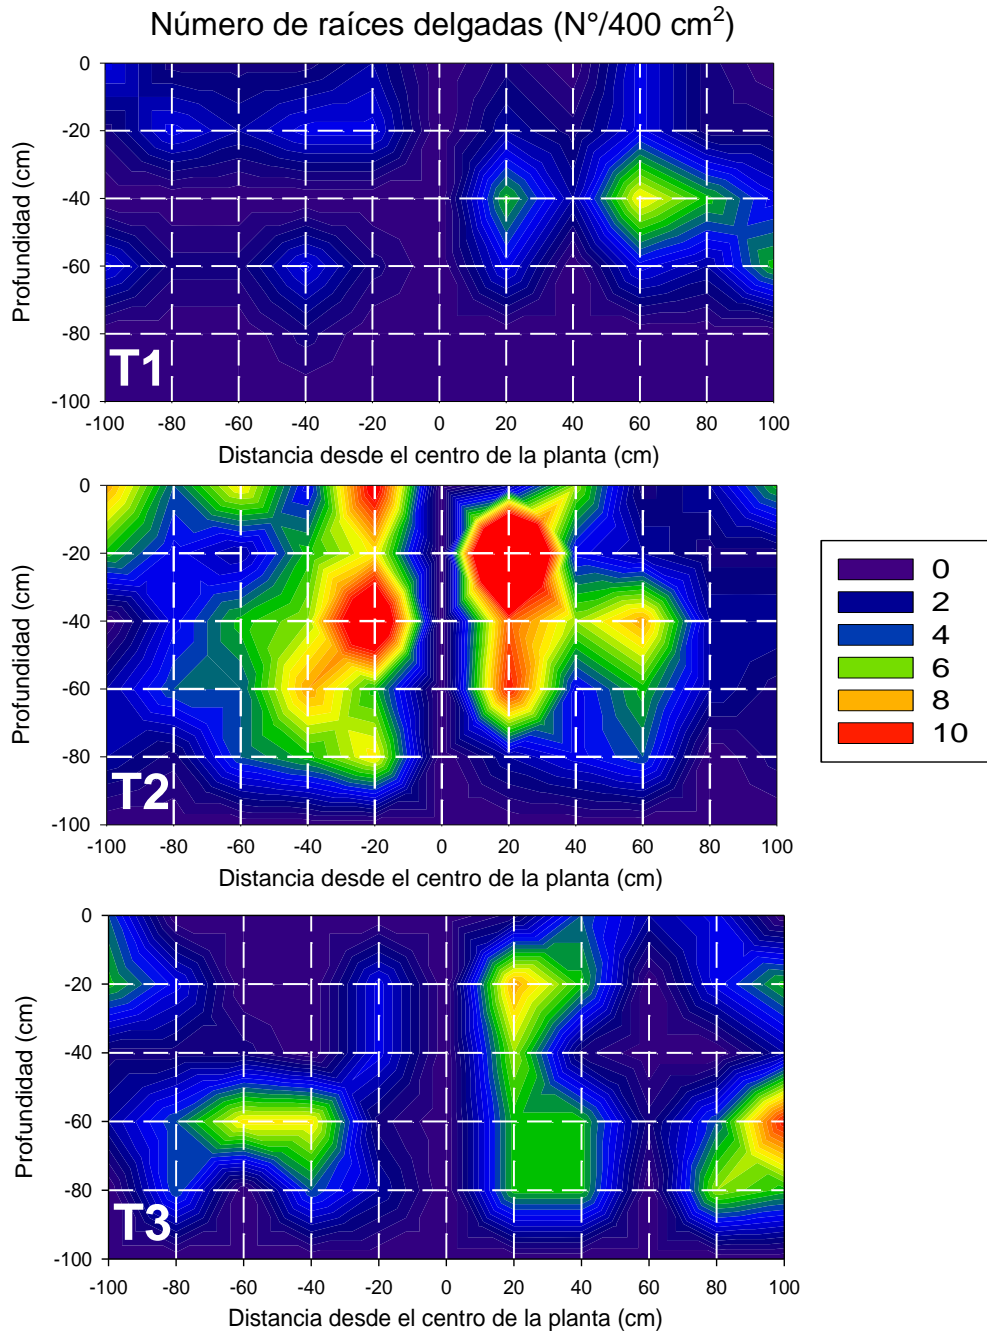 Número de raíces delgadas (N°/400 cm²)
0
-20
-40
-60
-80
-100
Profundidad (cm)
T1
-100 -80 -60 -40 -20 0 20 40 60 80 100
Distancia desde el centro de la planta (cm)
0
-20
-40
-60
-80
-100
Profundidad (cm)
T2
-100 -80 -60 -40 -20 0 20 40 60 80 100
Distancia desde el centro de la planta (cm)
0
2
4
6
8
10
0
-20
-40
-60
-80
-100
Profundidad (cm)
T3
-100 -80 -60 -40 -20 0 20 40 60 80 100
Distancia desde el centro de la planta (cm)